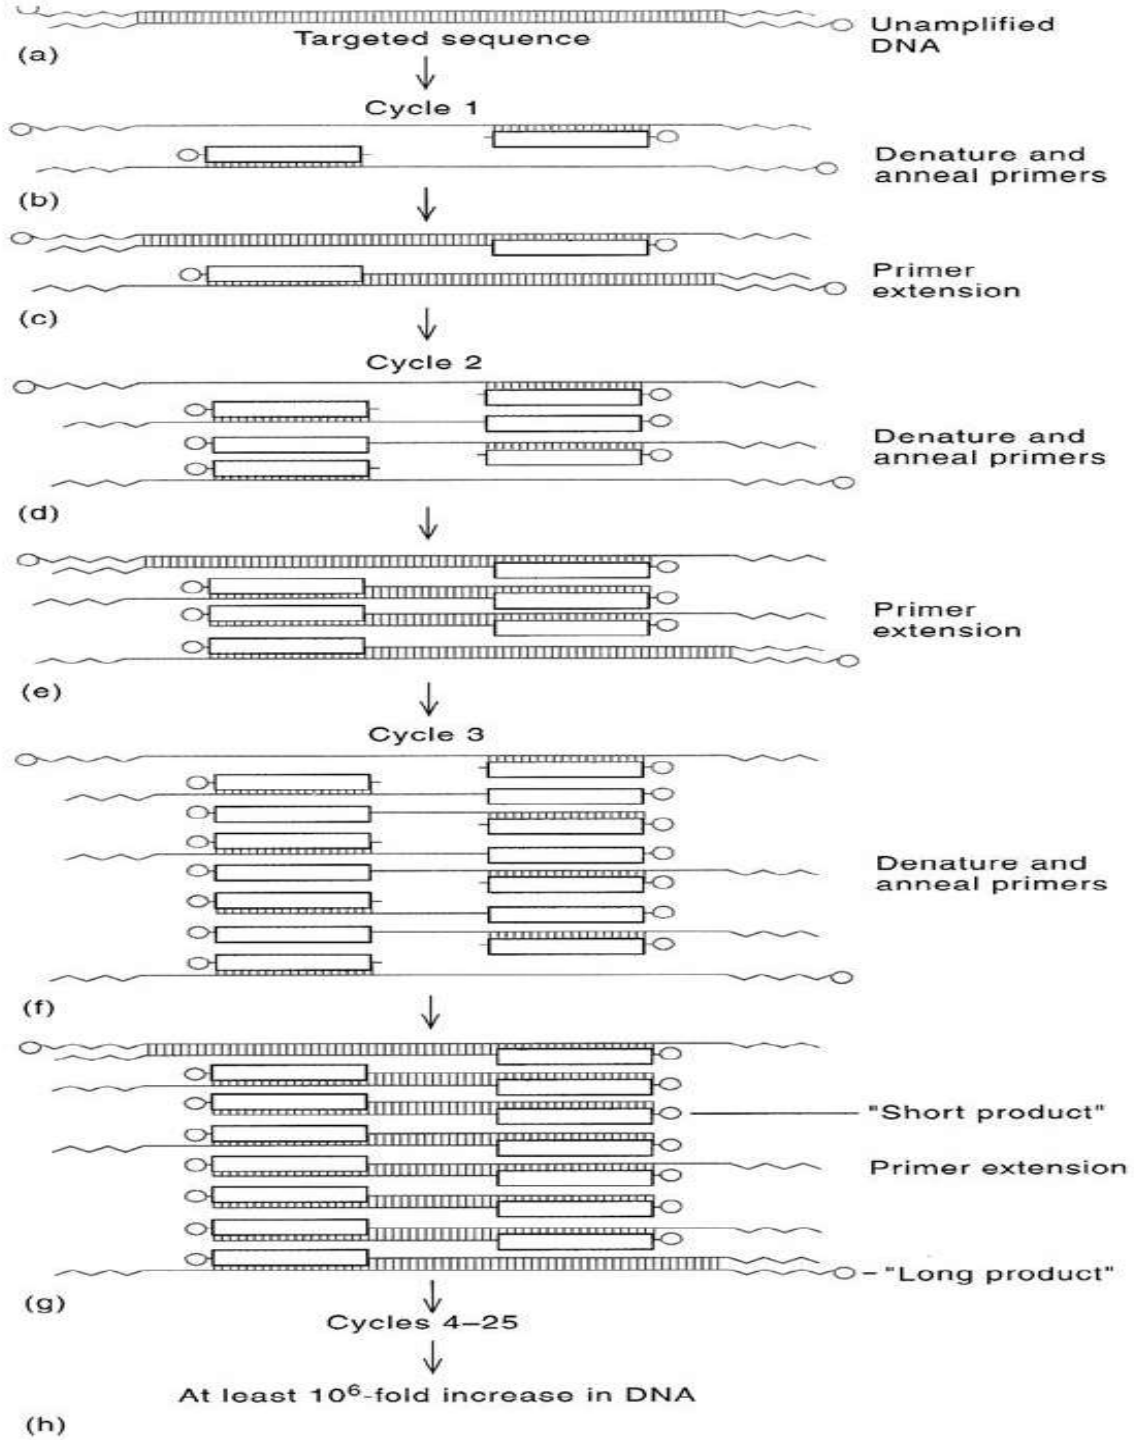 Unamplified
DNA
Targeted sequence
(a)
Cycle 1
Denature and
anneal primers
(b)
Primer
extension
(c)
Cycle 2
Denature and
anneal primers
(d)
Primer
extension
(e)
Cycle 3
Denature and
anneal primers
(f)
"Short product"
Primer extension
"Long product"
(g)
Cycles 4–25
At least 10⁶-fold increase in DNA
(h)